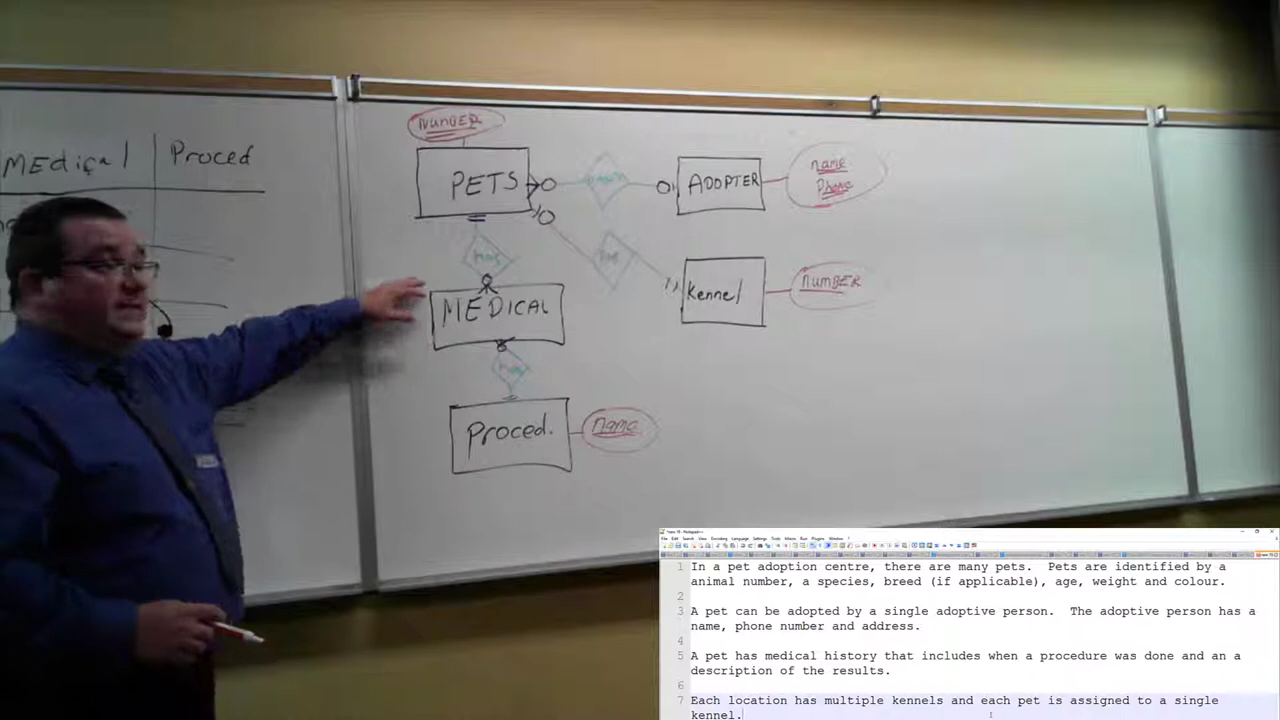 MEdical Proced
NUMBER
PETS
ADOPTER
name
Phone
Has
MEDICAL
Kennel
NUMBER
has
Proced.
name
1 In a pet adoption centre, there are many pets. Pets are identified by a
animal number, a species, breed (if applicable), age, weight and colour.
2
3 A pet can be adopted by a single adoptive person. The adoptive person has a
name, phone number and address.
4
5 A pet has medical history that includes when a procedure was done and an a
description of the results.
6
7 Each location has multiple kennels and each pet is assigned to a single
kennel.